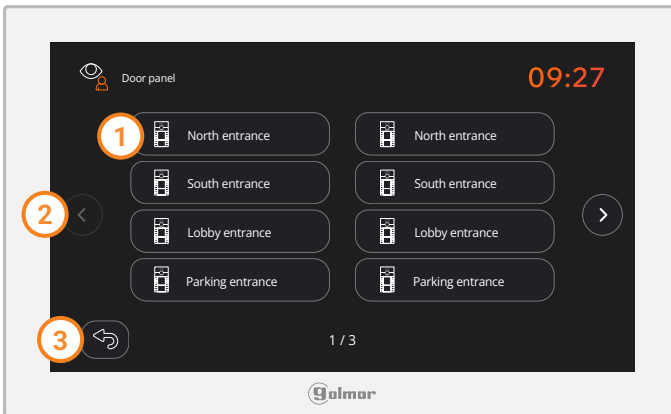 Door panel
09:27
1
North entrance
North entrance
South entrance
South entrance
2
Lobby entrance
Lobby entrance
Parking entrance
Parking entrance
3
1 / 3
golmar